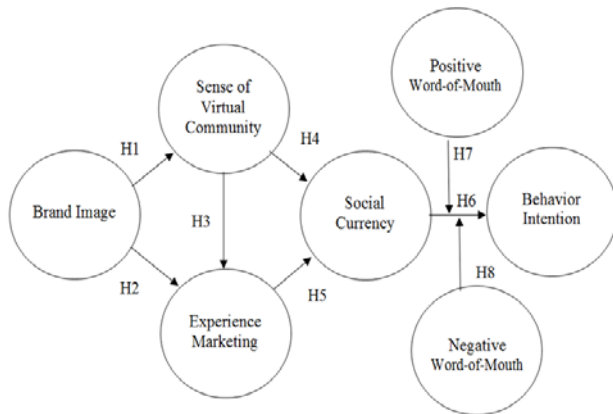 Sense of
Virtual
Community
Positive
Word-of-Mouth
H1
H4
H7
Brand Image
H3
Social
Currency
H6
Behavior
Intention
H2
H5
H8
Experience
Marketing
Negative
Word-of-Mouth